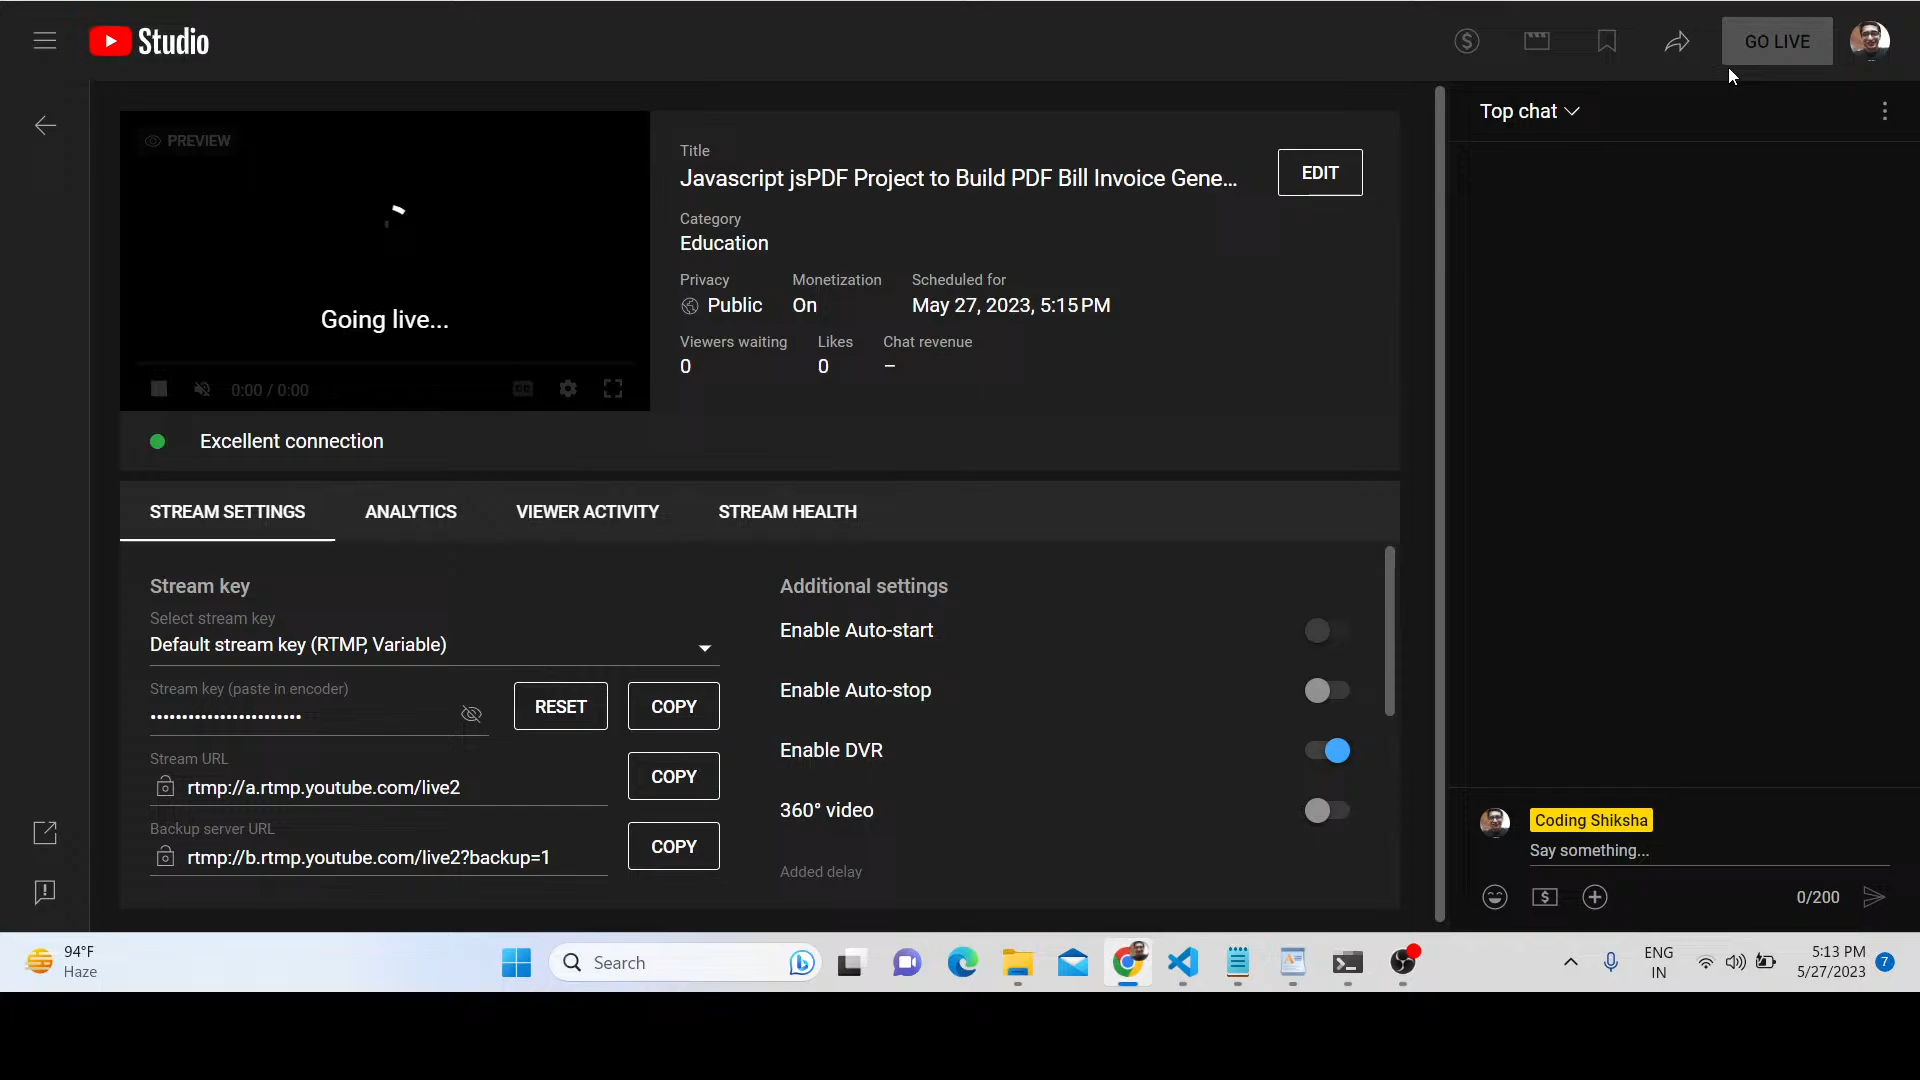 Studio
GO LIVE
PREVIEW
Going live...
0:00 / 0:00
Title
Javascript jsPDF Project to Build PDF Bill Invoice Gene...
EDIT
Category
Education
Privacy
Public
Monetization
On
Scheduled for
May 27, 2023, 5:15 PM
Viewers waiting
0
Likes
0
Chat revenue
–
Excellent connection
STREAM SETTINGS
ANALYTICS
VIEWER ACTIVITY
STREAM HEALTH
Stream key
Select stream key
Default stream key (RTMP, Variable)
Stream key (paste in encoder)
••••••••••••••••••••••••
RESET
COPY
Stream URL
rtmp://a.rtmp.youtube.com/live2
COPY
Backup server URL
rtmp://b.rtmp.youtube.com/live2?backup=1
COPY
Additional settings
Enable Auto-start
Enable Auto-stop
Enable DVR
360° video
Added delay
Top chat
Coding Shiksha
Say something...
0/200
94°F
Haze
Search
ENG
IN
5:13 PM
5/27/2023
7